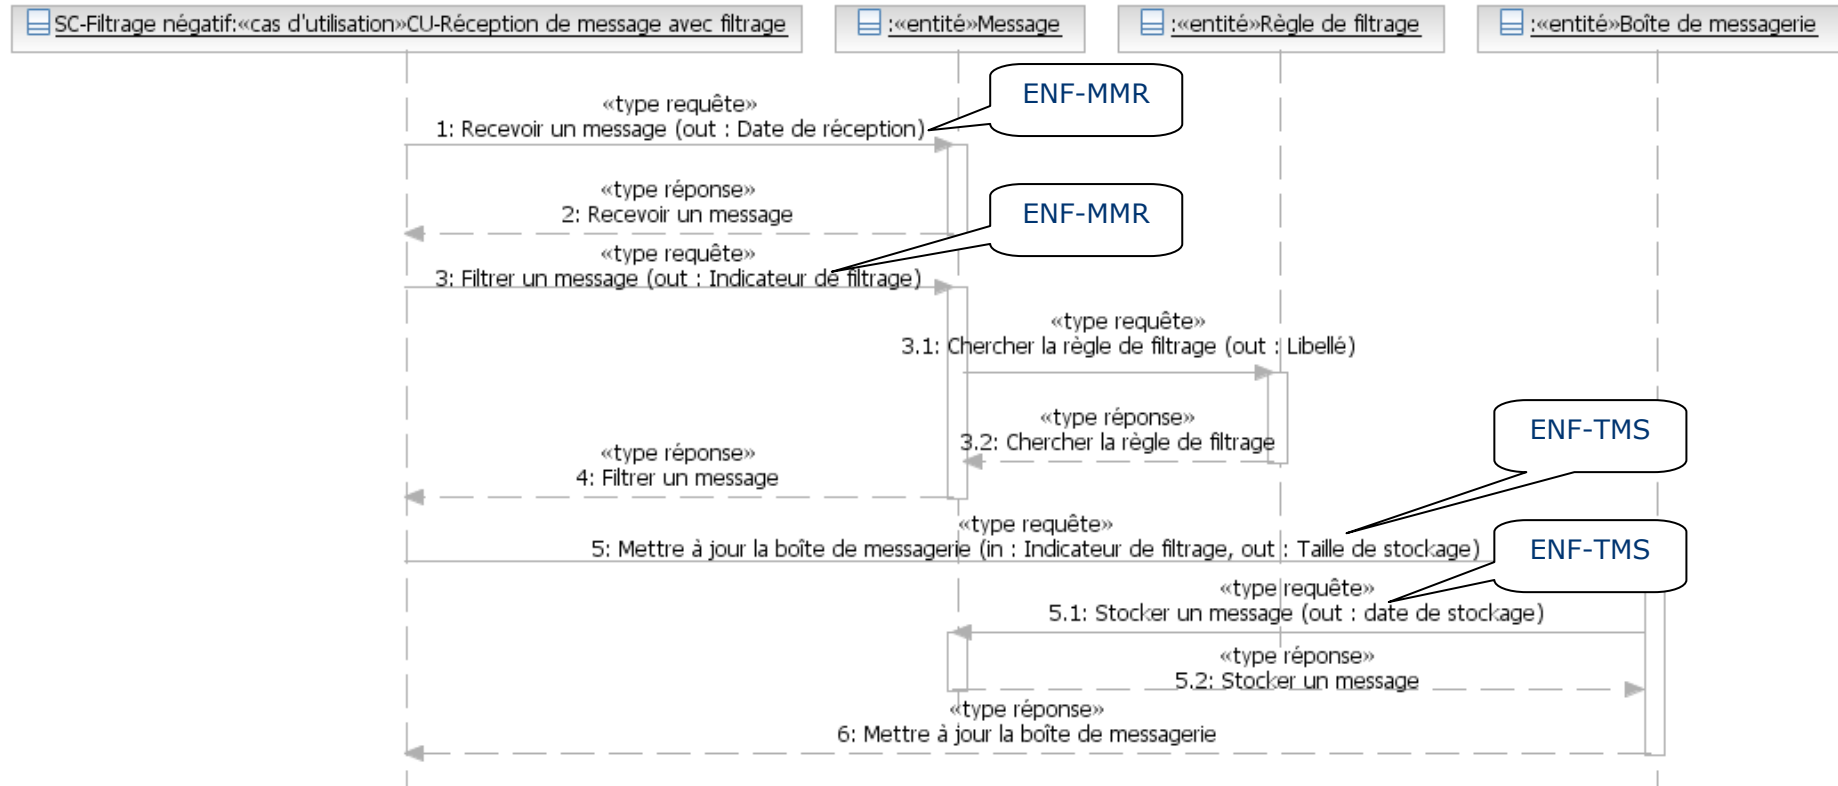 SC-Filtrage négatif:«cas d'utilisation»CU-Réception de message avec filtrage
:«entité»Message
:«entité»Règle de filtrage
:«entité»Boîte de messagerie
ENF-MMR
«type requête»
1: Recevoir un message (out : Date de réception)
«type réponse»
2: Recevoir un message
ENF-MMR
«type requête»
3: Filtrer un message (out : Indicateur de filtrage)
«type requête»
3.1: Chercher la règle de filtrage (out : Libellé)
«type réponse»
3.2: Chercher la règle de filtrage
«type réponse»
4: Filtrer un message
ENF-TMS
«type requête»
5: Mettre à jour la boîte de messagerie (in : Indicateur de filtrage, out : Taille de stockage)
ENF-TMS
«type requête»
5.1: Stocker un message (out : date de stockage)
«type réponse»
5.2: Stocker un message
«type réponse»
6: Mettre à jour la boîte de messagerie